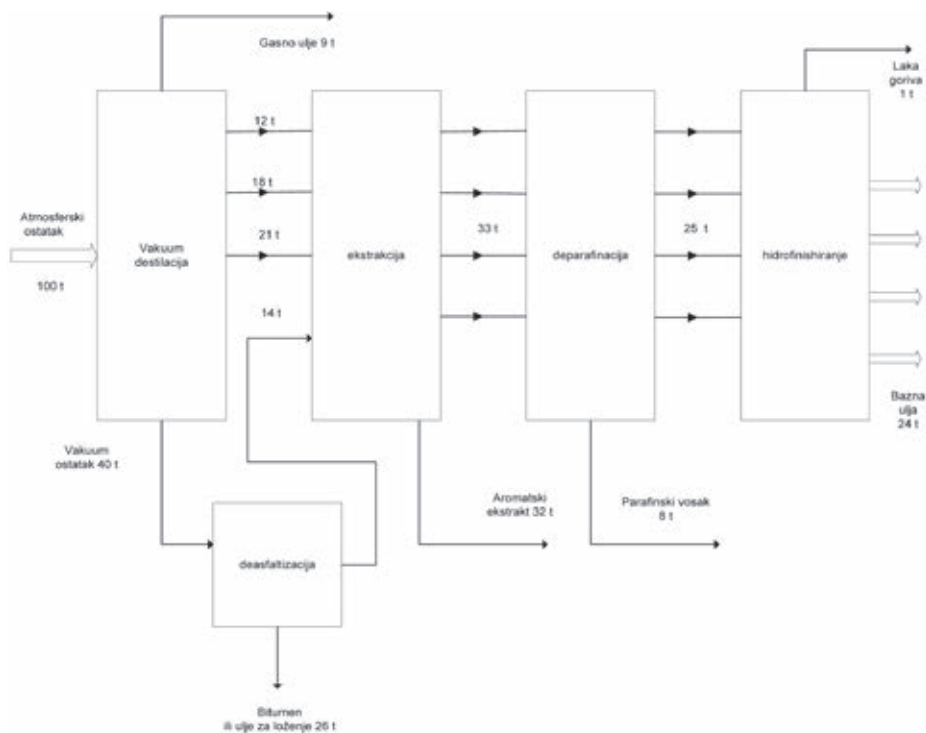 Gasno ulje 9 t
Laka
goriva
1 t
12 t
18 t
Atmosferski
ostatak
100 t
Vakuum
destilacija
21 t
ekstrakcija
33 t
deparafinacija
25 t
hidrofinishiranje
14 t
Bazna
ulja
24 t
Vakuum
ostatak 40 t
Aromatski
ekstrakt 32 t
Parafinski vosak
8 t
deasfaltizacija
Bitumen
ili ulje za loženje 26 t